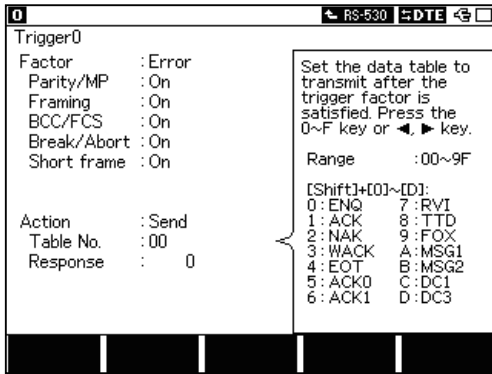 0 RS-530 DTE
Trigger0
Factor :Error
Parity/MP :On
Framing :On
BCC/FCS :On
Break/Abort :On
Short frame :On
Action :Send
Table No. :00
Response : 0
Set the data table to
transmit after the
trigger factor is
satisfied. Press the
0~F key or ◀, ▶ key.
Range :00~9F
[Shift]+[0]~[D]:
0:ENQ 7:RVI
1:ACK 8:TTD
2:NAK 9:FOX
3:WACK A:MSG1
4:EOT B:MSG2
5:ACK0 C:DC1
6:ACK1 D:DC3